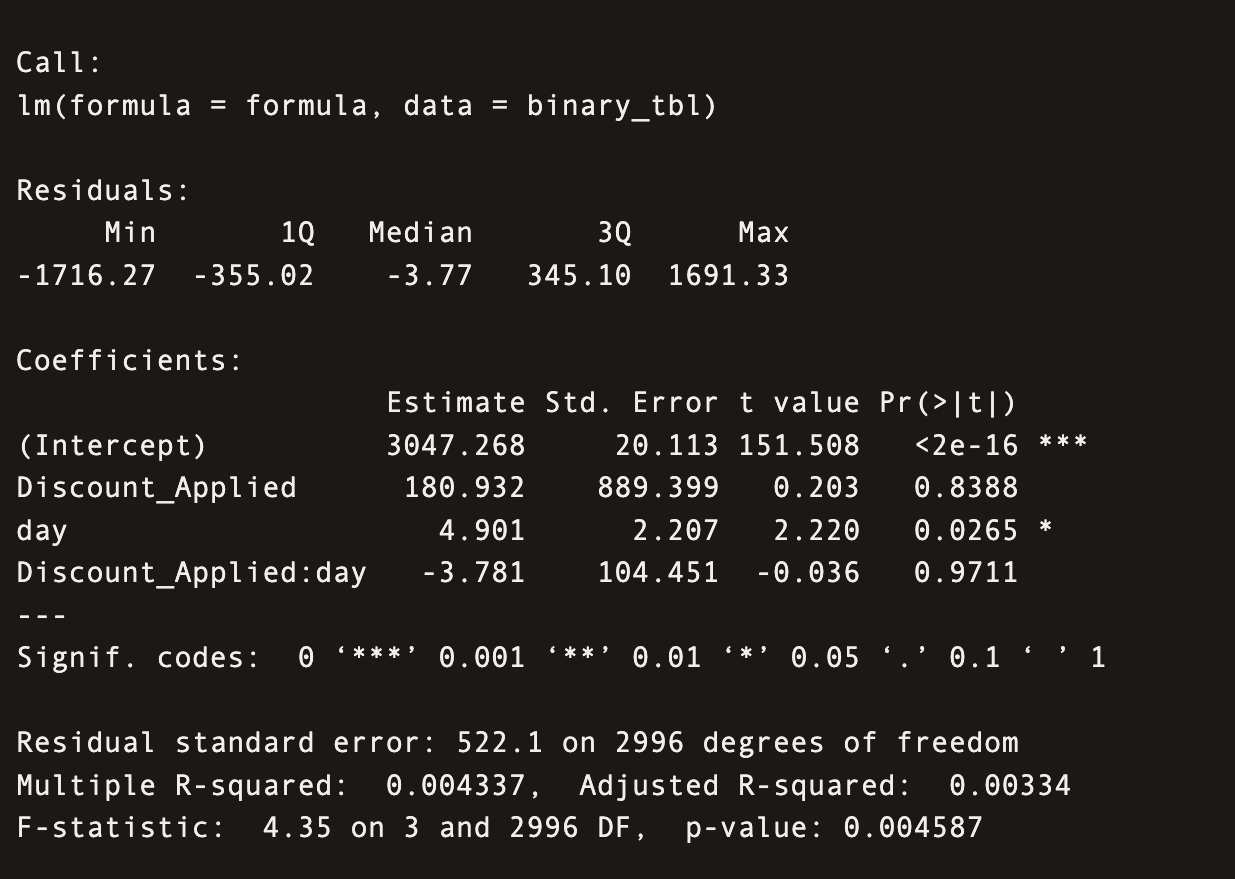 Call:
lm(formula = formula, data = binary_tbl)
Residuals:
     Min       1Q   Median       3Q      Max
-1716.27  -355.02    -3.77   345.10  1691.33
Coefficients:
                     Estimate Std. Error t value Pr(>|t|)
(Intercept)          3047.268     20.113 151.508   <2e-16 ***
Discount_Applied      180.932    889.399   0.203   0.8388
day                     4.901      2.207   2.220   0.0265 *
Discount_Applied:day   -3.781    104.451  -0.036   0.9711
---
Signif. codes:  0 ‘***’ 0.001 ‘**’ 0.01 ‘*’ 0.05 ‘.’ 0.1 ‘ ’ 1
Residual standard error: 522.1 on 2996 degrees of freedom
Multiple R-squared:  0.004337,  Adjusted R-squared:  0.00334
F-statistic:  4.35 on 3 and 2996 DF,  p-value: 0.004587